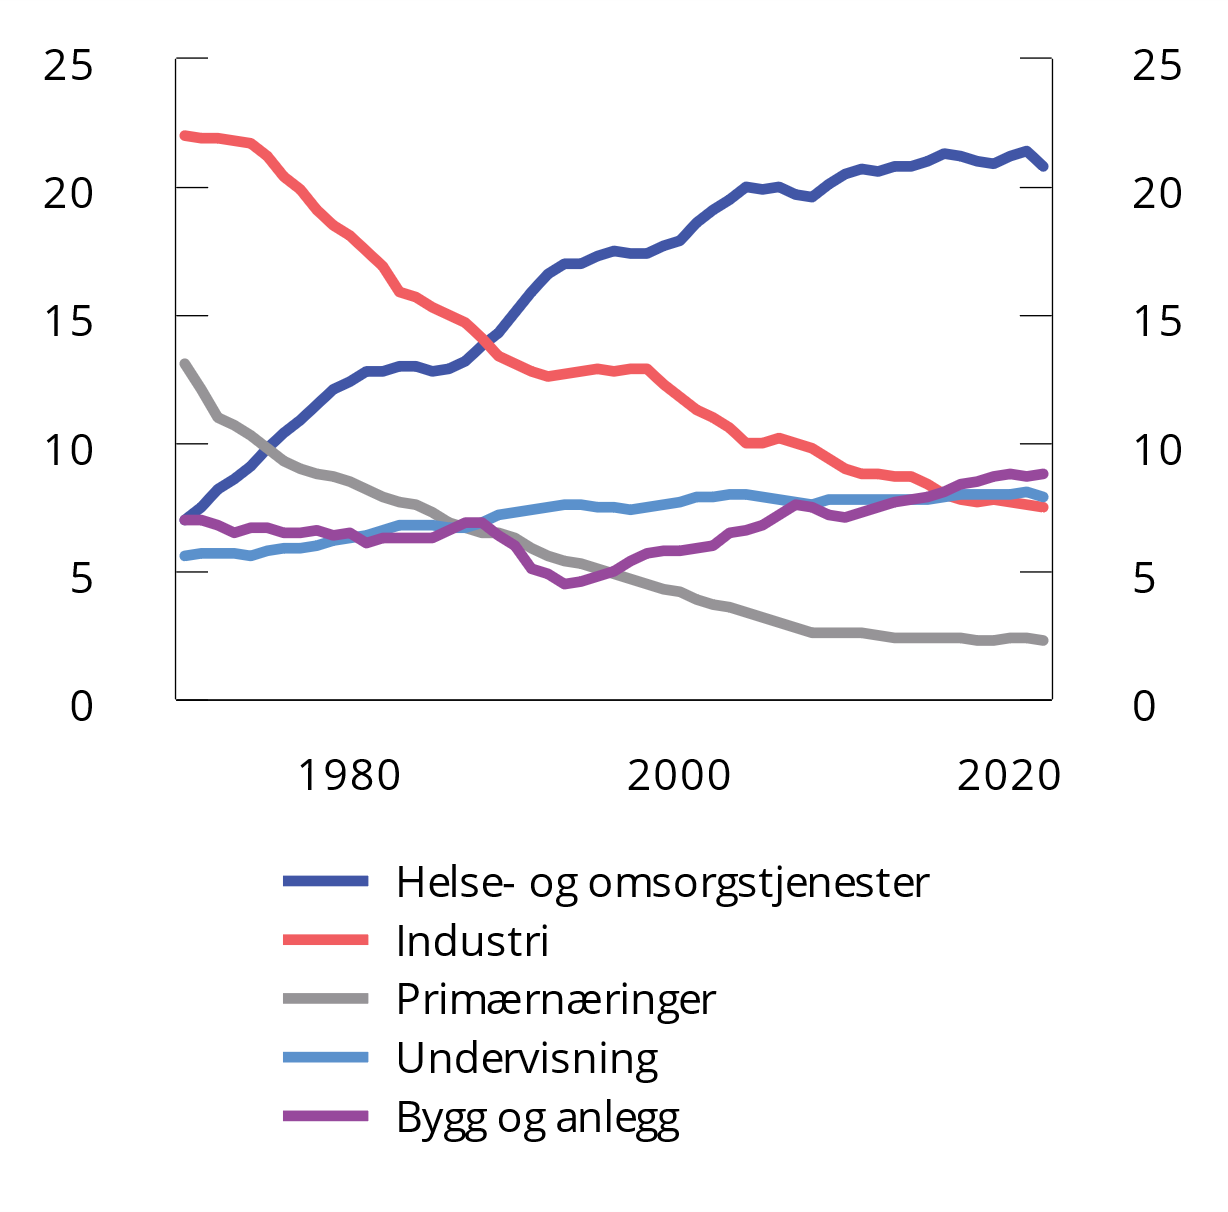 25 25
20 20
15 15
10 10
5 5
0 0
1980 2000 2020
Helse- og omsorgstjenester
Industri
Primærnæringer
Undervisning
Bygg og anlegg